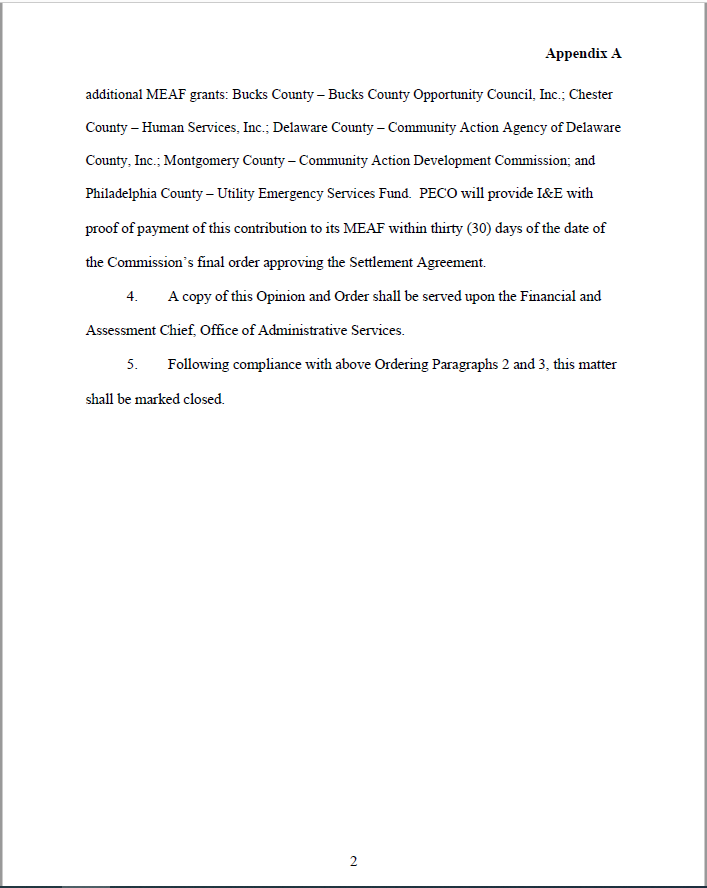 Appendix A
additional MEAF grants: Bucks County – Bucks County Opportunity Council, Inc.; Chester
County – Human Services, Inc.; Delaware County – Community Action Agency of Delaware
County, Inc.; Montgomery County – Community Action Development Commission; and
Philadelphia County – Utility Emergency Services Fund.  PECO will provide I&E with
proof of payment of this contribution to its MEAF within thirty (30) days of the date of
the Commission’s final order approving the Settlement Agreement.
4. A copy of this Opinion and Order shall be served upon the Financial and
Assessment Chief, Office of Administrative Services.
5. Following compliance with above Ordering Paragraphs 2 and 3, this matter
shall be marked closed.
2